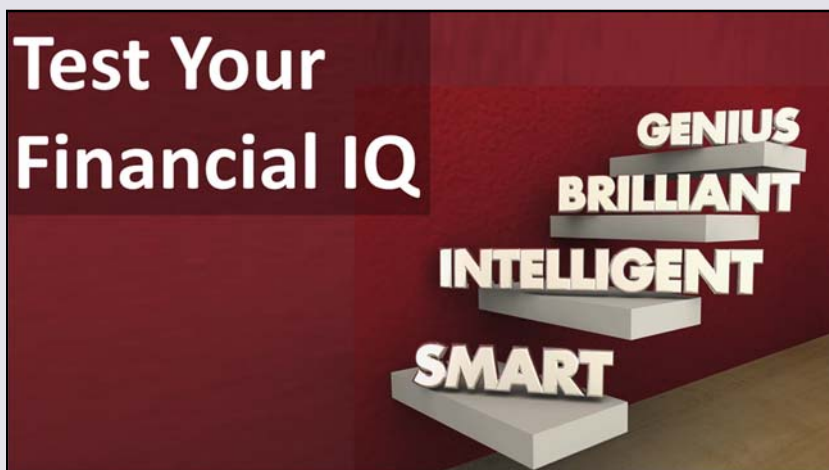 Test Your
Financial IQ
GENIUS
BRILLIANT
INTELLIGENT
SMART